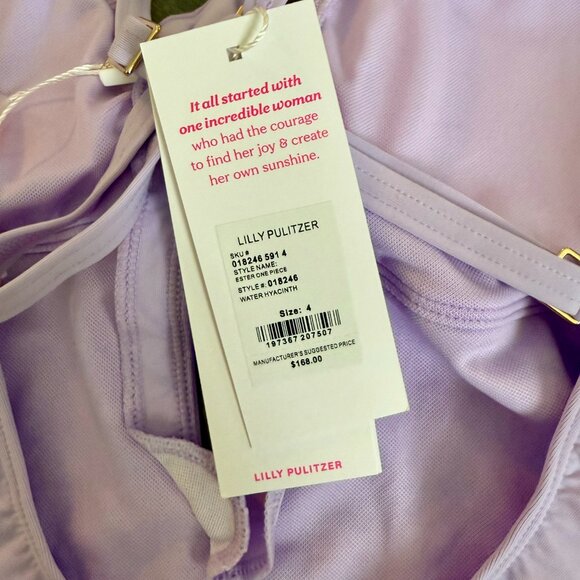 It all started with
one incredible woman
who had the courage
to find her joy & create
her own sunshine.
LILLY PULITZER
SKU #
018246 591 4
STYLE NAME:
ESTER ONE PIECE
STYLE #: 018246
WATER HYACINTH
Size: 4
197367 207507
MANUFACTURER'S SUGGESTED PRICE
$168.00
LILLY PULITZER